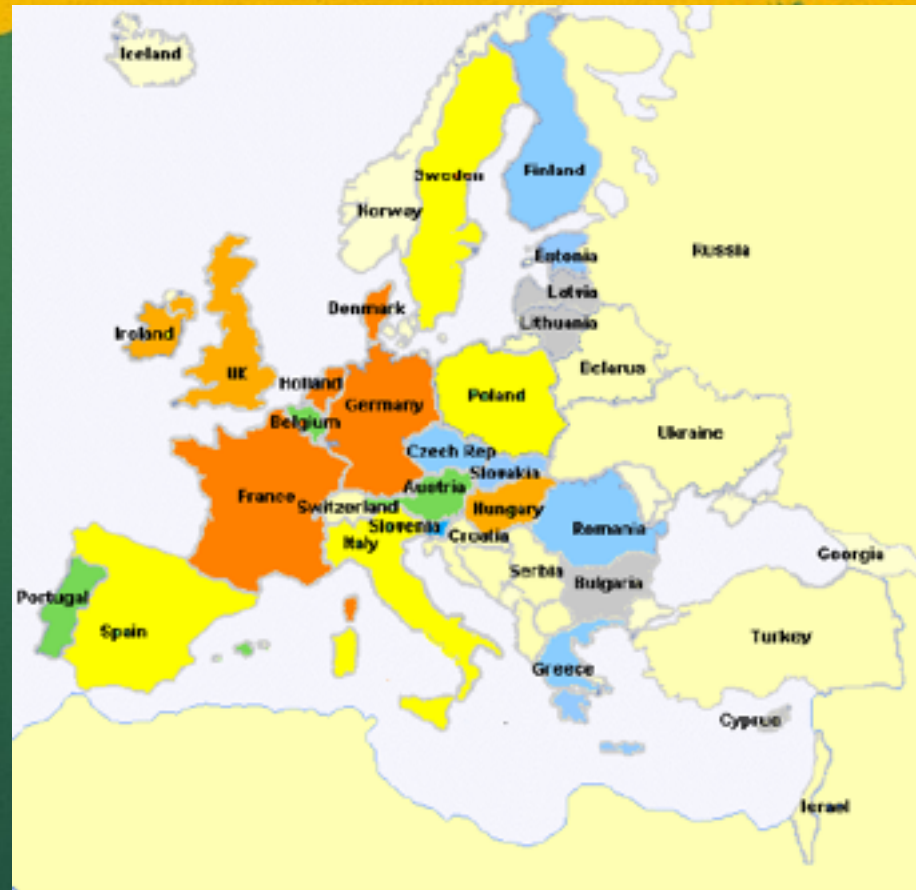 Iceland
Sweden
Finland
Norway
Russia
Estonia
Latvia
Denmark
Lithuania
Ireland
Belarus
UK
Holland
Germany
Poland
Belgium
Ukraine
Czech Rep
Slovakia
Austria
France
Switzerland
Hungary
Slovenia
Romania
Croatia
Italy
Georgia
Serbia
Bulgaria
Portugal
Spain
Turkey
Greece
Cyprus
Israel